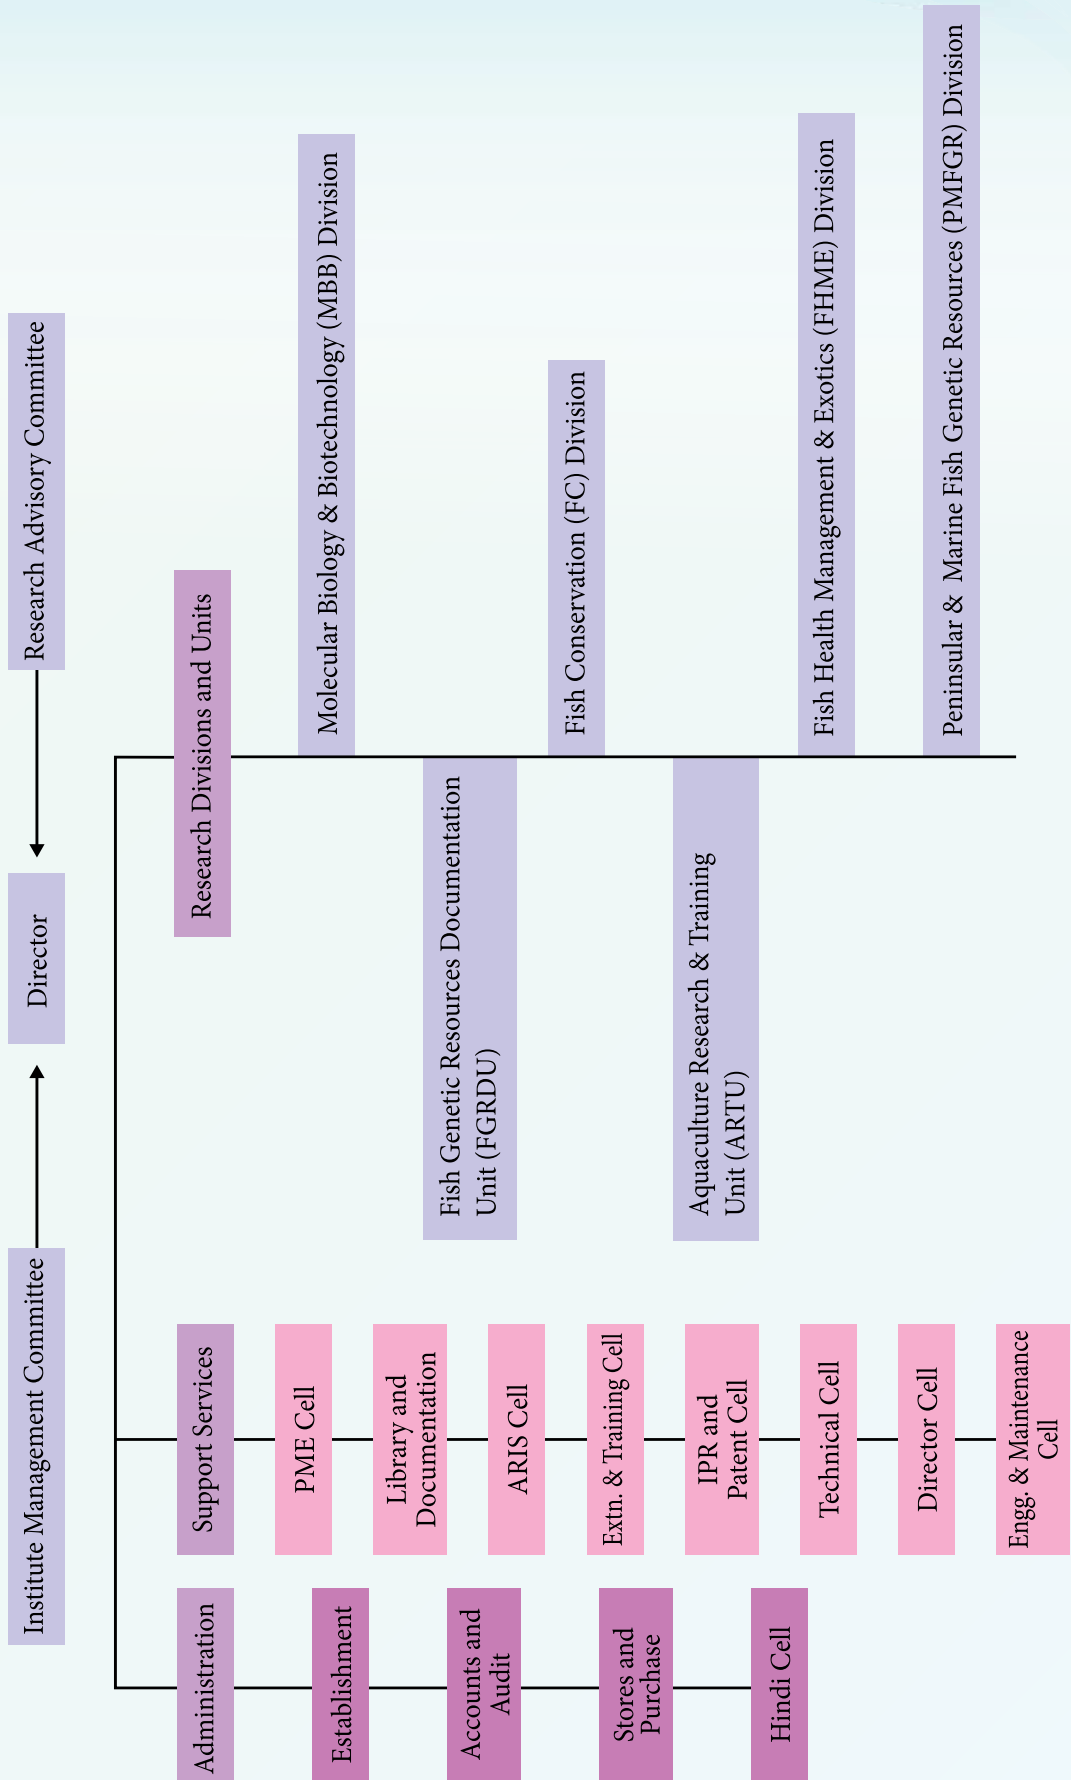 Institute Management Committee
Director
Research Advisory Committee
Administration
Establishment
Accounts and
Audit
Stores and
Purchase
Hindi Cell
Support Services
PME Cell
Library and
Documentation
ARIS Cell
Extn. & Training Cell
IPR and
Patent Cell
Technical Cell
Director Cell
Engg. & Maintenance
Cell
Research Divisions and Units
Molecular Biology & Biotechnology (MBB) Division
Fish Genetic Resources Documentation
Unit (FGRDU)
Fish Conservation (FC) Division
Aquaculture Research & Training
Unit (ARTU)
Fish Health Management & Exotics (FHME) Division
Peninsular & Marine Fish Genetic Resources (PMFGR) Division